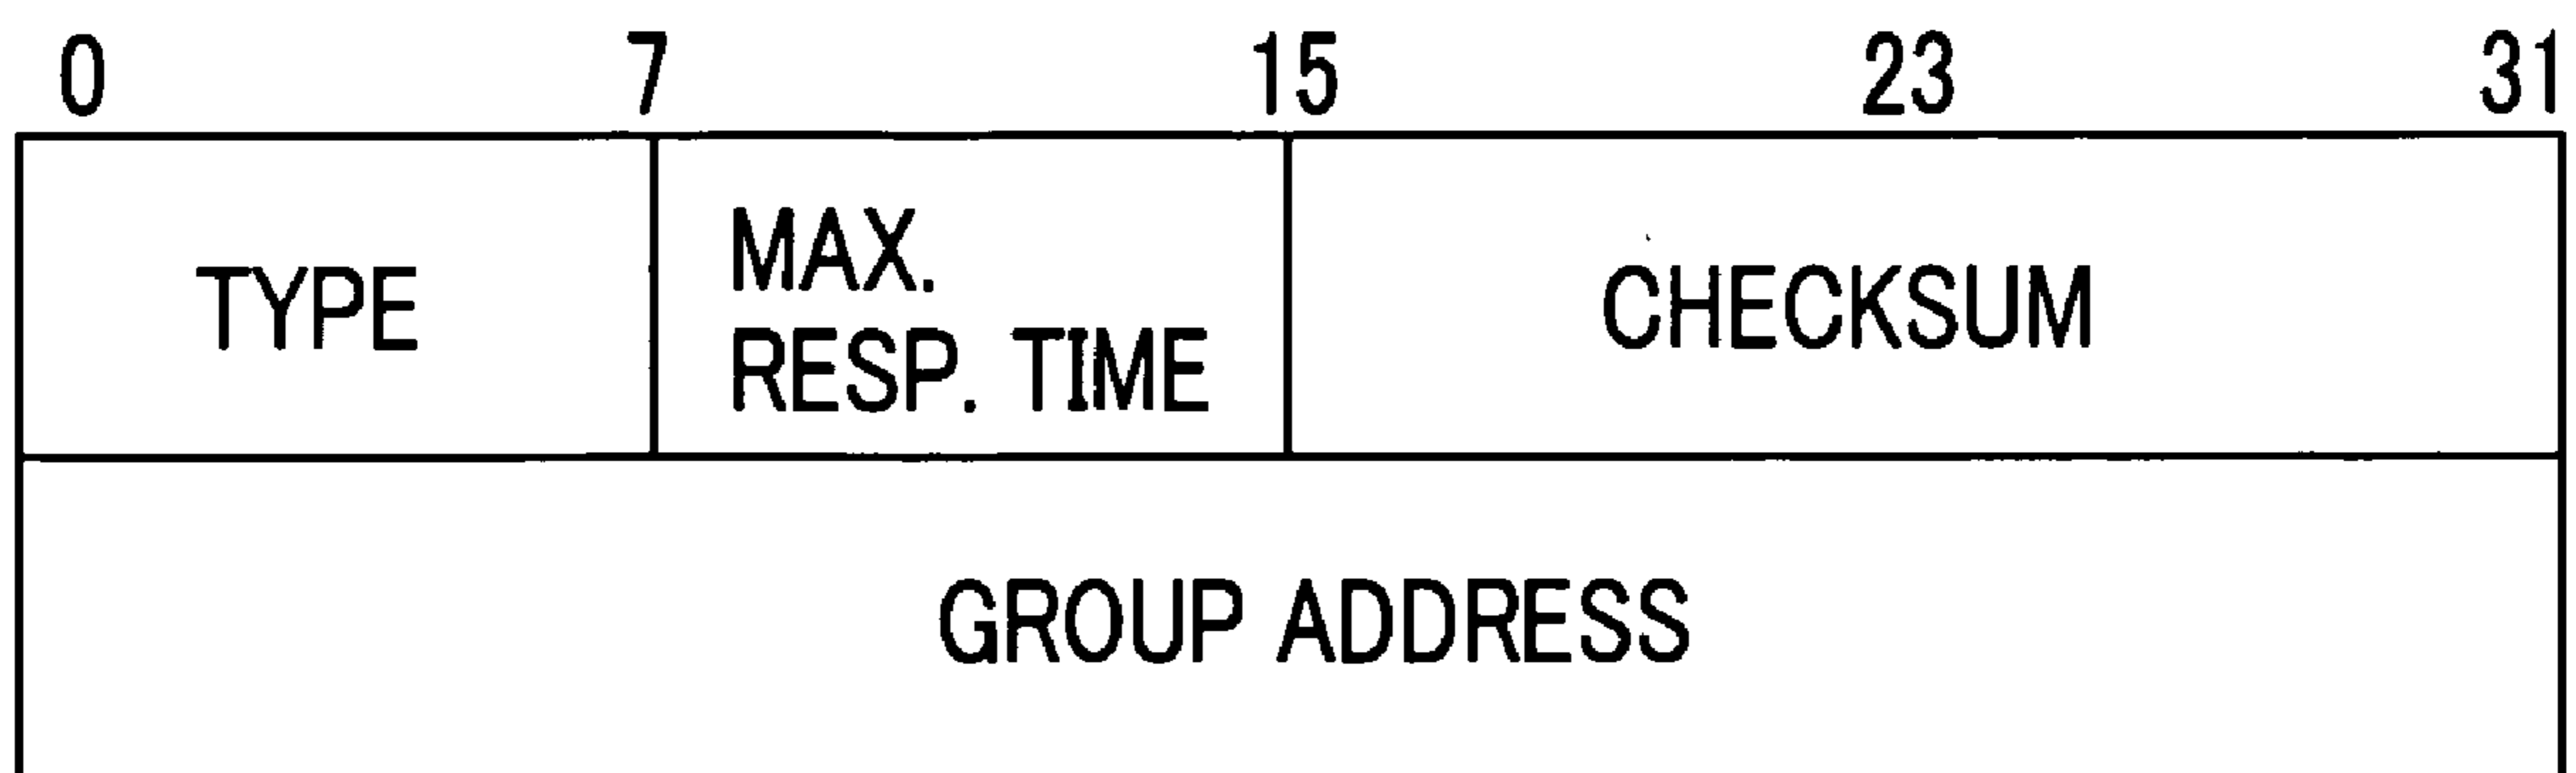 0 7 15 23 31
TYPE
MAX.
RESP. TIME
CHECKSUM
GROUP ADDRESS